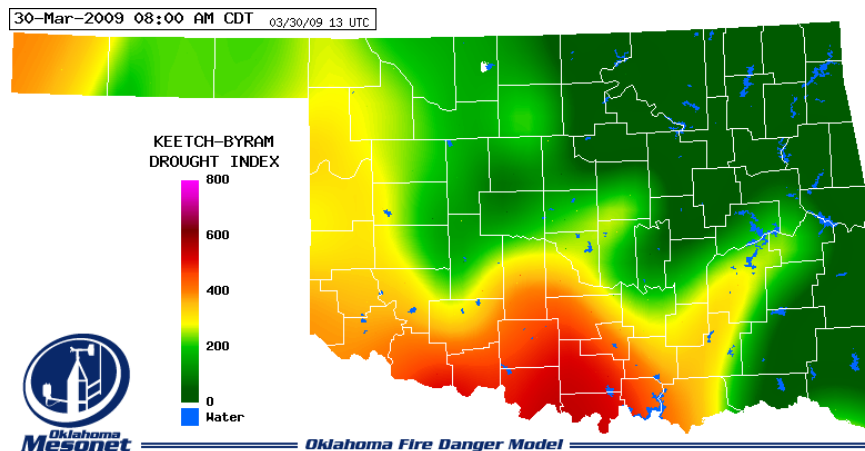 30-Mar-2009 08:00 AM CDT 03/30/09 13 UTC
KEETCH-BYRAM
DROUGHT INDEX
800
600
400
200
0
Water
Oklahoma
Mesonet
Oklahoma Fire Danger Model